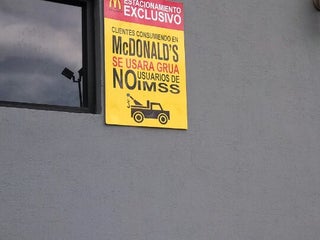 ESTACIONAMIENTO
EXCLUSIVO
CLIENTES CONSUMIENDO EN
McDONALD'S
SE USARA GRUA
NO USUARIOS DE
IMSS